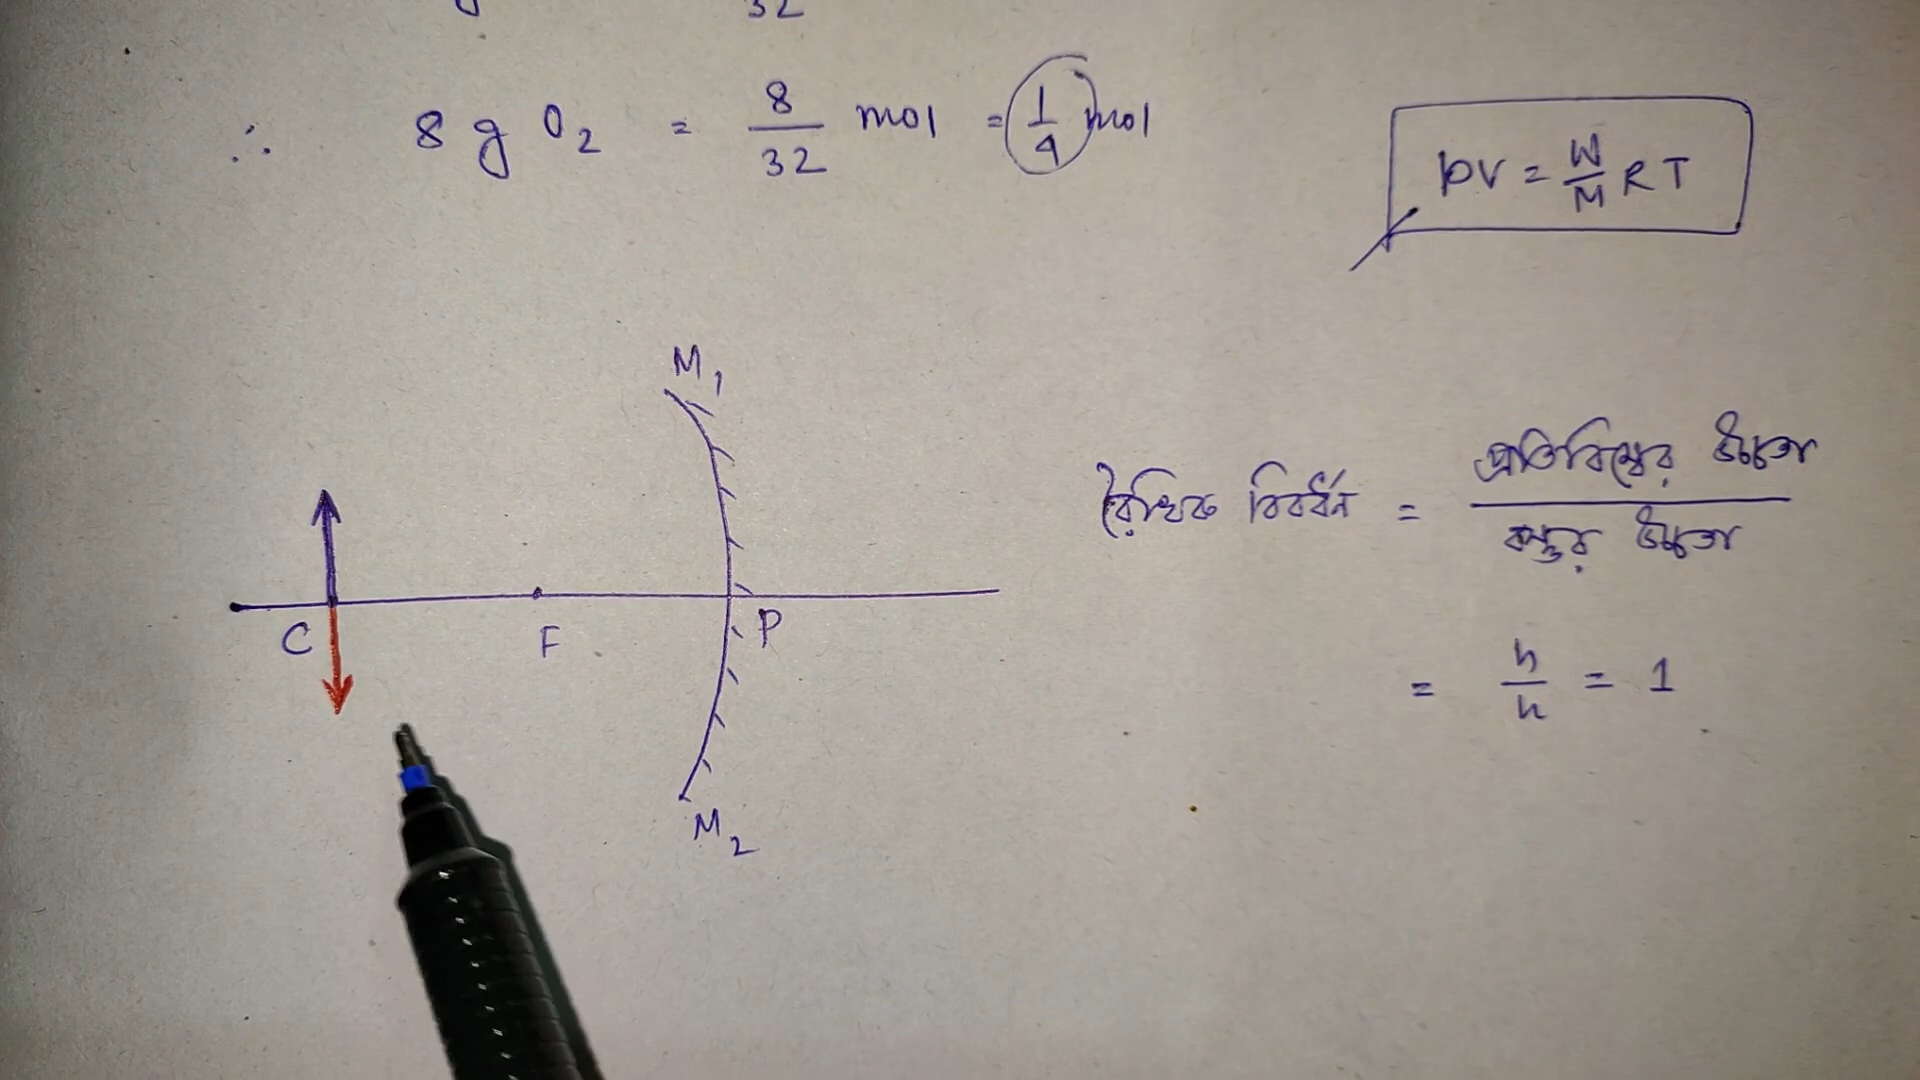 32
∴ 8 g O₂ = 8/32 mol = 1/4 mol
pV = W/M RT
M₁
রৈখিক বিবর্ধন = প্রতিবিম্বের উচ্চতা / বস্তুর উচ্চতা
C F P
= h/h = 1
M₂